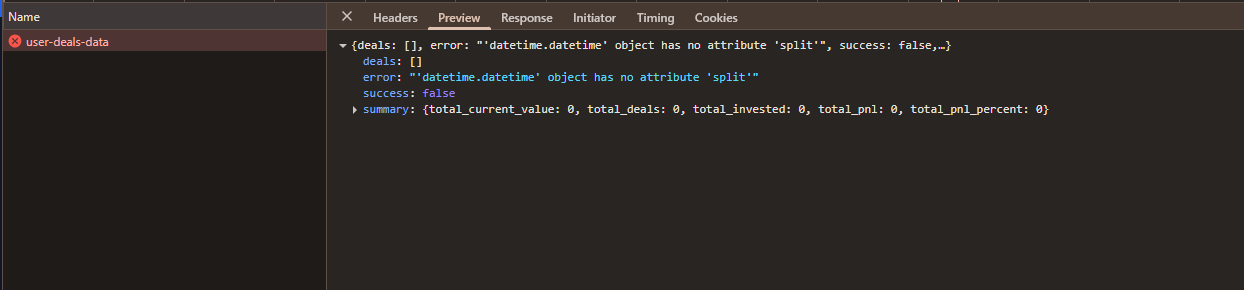 Name
Headers Preview Response Initiator Timing Cookies
user-deals-data
{deals: [], error: "'datetime.datetime' object has no attribute 'split'", success: false,…}
deals: []
error: "'datetime.datetime' object has no attribute 'split'"
success: false
summary: {total_current_value: 0, total_deals: 0, total_invested: 0, total_pnl: 0, total_pnl_percent: 0}